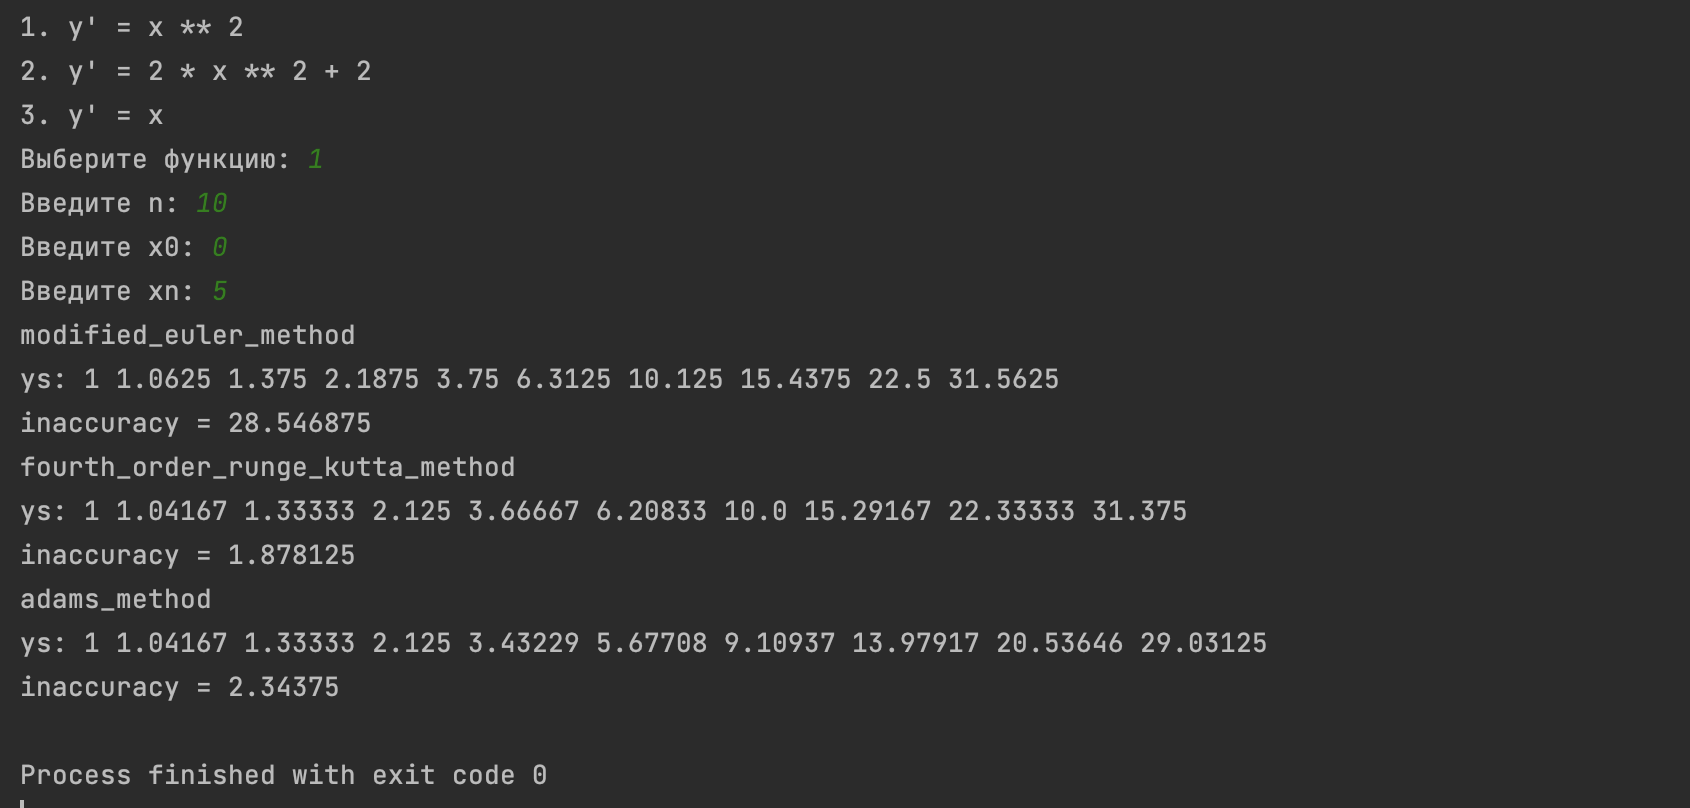 1. y' = x ** 2
2. y' = 2 * x ** 2 + 2
3. y' = x
Выберите функцию: 1
Введите n: 10
Введите x0: 0
Введите xn: 5
modified_euler_method
ys: 1 1.0625 1.375 2.1875 3.75 6.3125 10.125 15.4375 22.5 31.5625
inaccuracy = 28.546875
fourth_order_runge_kutta_method
ys: 1 1.04167 1.33333 2.125 3.66667 6.20833 10.0 15.29167 22.33333 31.375
inaccuracy = 1.878125
adams_method
ys: 1 1.04167 1.33333 2.125 3.43229 5.67708 9.10937 13.97917 20.53646 29.03125
inaccuracy = 2.34375
Process finished with exit code 0